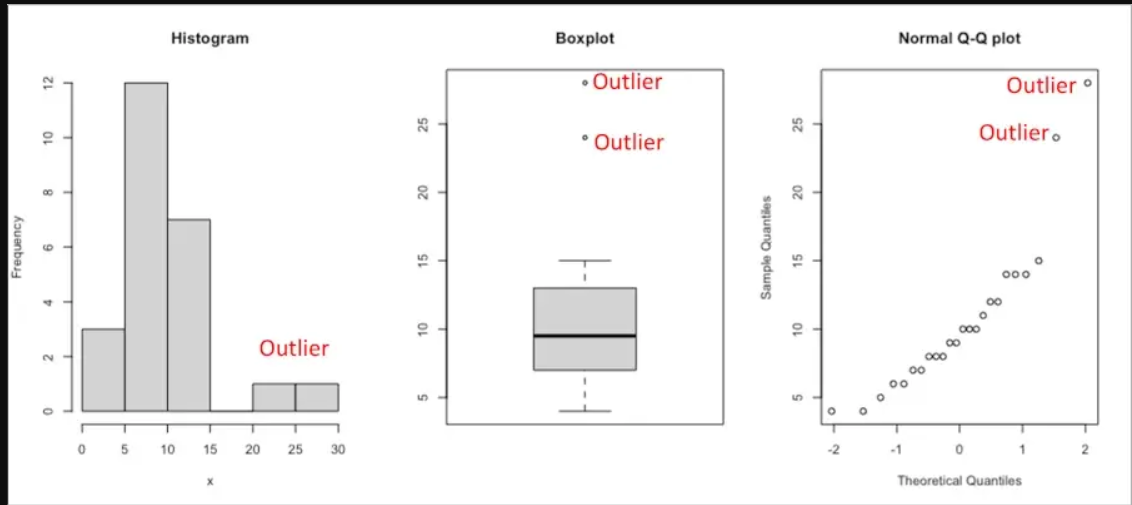 Histogram
12
10
8
6
4
2
0
Frequency
Outlier
0 5 10 15 20 25 30
x
Boxplot
Outlier
Outlier
25
20
15
10
5
Normal Q-Q plot
Outlier
Outlier
25
20
15
10
5
Sample Quantiles
-2 -1 0 1 2
Theoretical Quantiles